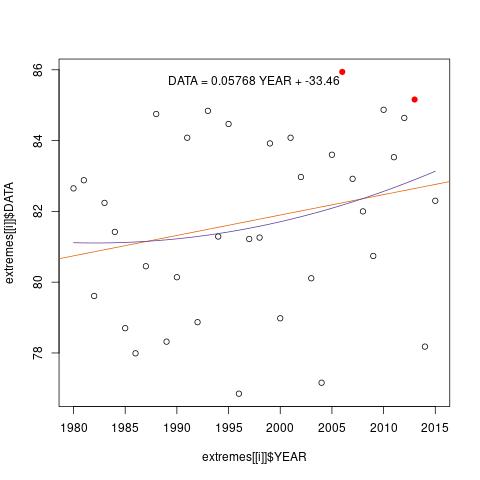 DATA = 0.05768 YEAR + -33.46
86
84
82
80
78
extremes[[i]]$DATA
1980 1985 1990 1995 2000 2005 2010 2015
extremes[[i]]$YEAR